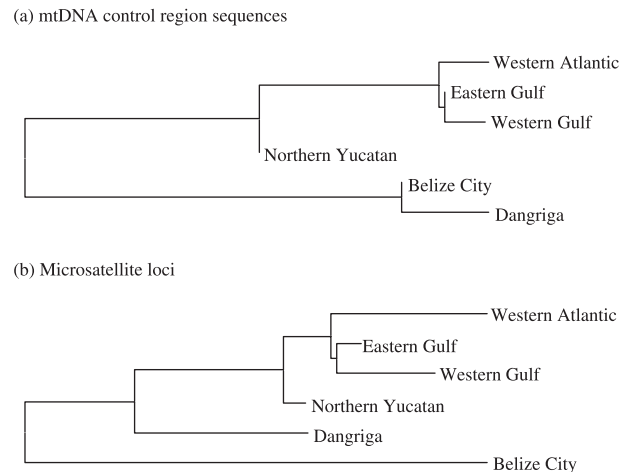 (a) mtDNA control region sequences
Western Atlantic
Eastern Gulf
Western Gulf
Northern Yucatan
Belize City
Dangriga
(b) Microsatellite loci
Western Atlantic
Eastern Gulf
Western Gulf
Northern Yucatan
Dangriga
Belize City